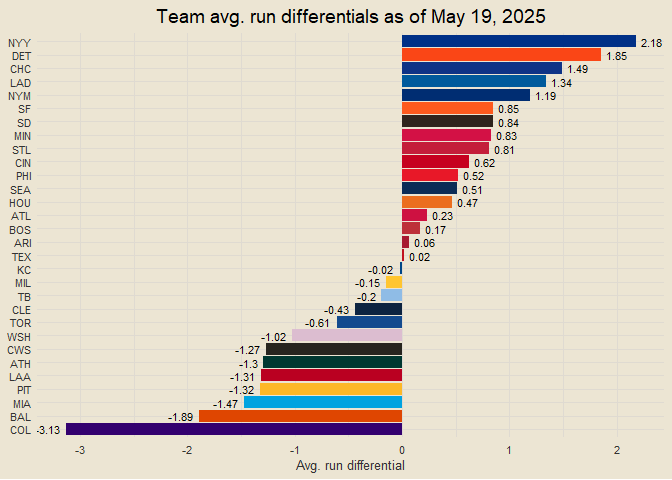 Team avg. run differentials as of May 19, 2025
NYY 2.18
DET 1.85
CHC 1.49
LAD 1.34
NYM 1.19
SF 0.85
SD 0.84
MIN 0.83
STL 0.81
CIN 0.62
PHI 0.52
SEA 0.51
HOU 0.47
ATL 0.23
BOS 0.17
ARI 0.06
TEX 0.02
KC -0.02
MIL -0.15
TB -0.2
CLE -0.43
TOR -0.61
WSH -1.02
CWS -1.27
ATH -1.3
LAA -1.31
PIT -1.32
MIA -1.47
BAL -1.89
COL -3.13
-3 -2 -1 0 1 2
Avg. run differential